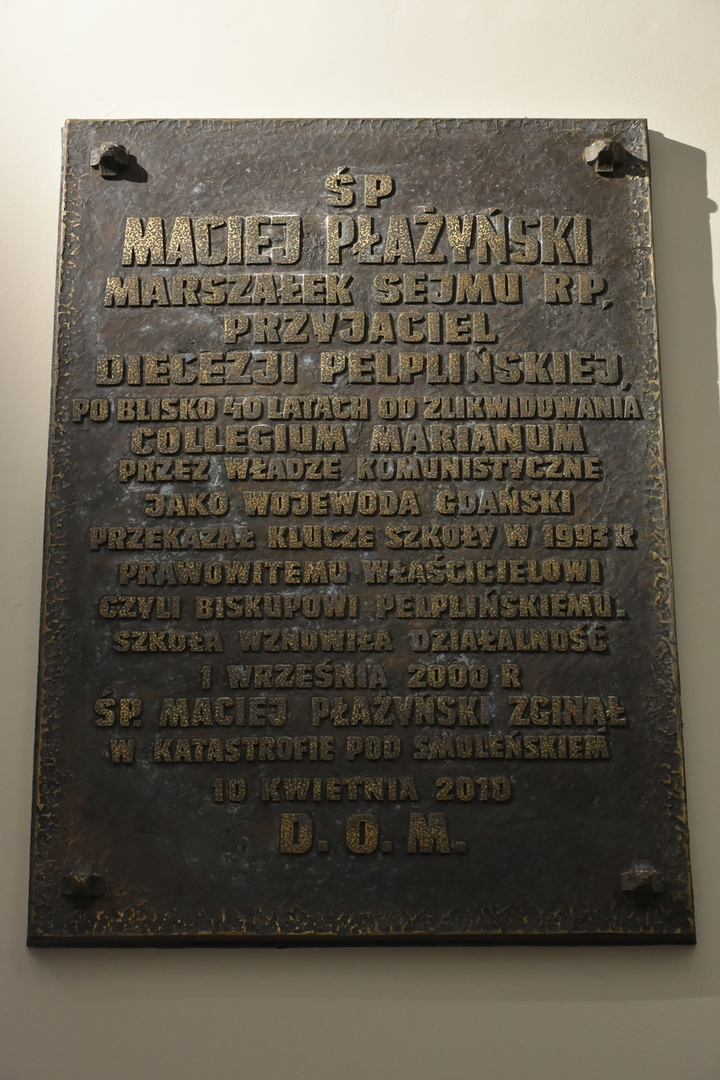 ŚP
MACIEJ PŁAŻYŃSKI
MARSZAŁEK SEJMU RP,
PRZYJACIEL
DIECEZJI PELPLIŃSKIEJ,
PO BLISKO 40 LATACH OD ZLIKWIDOWANIA
COLLEGIUM MARIANUM
PRZEZ WŁADZE KOMUNISTYCZNE
JAKO WOJEWODA GDAŃSKI
PRZEKAZAŁ KLUCZE SZKOŁY W 1993 R
PRAWOWITEMU WŁAŚCICIELOWI
CZYLI BISKUPOWI PELPLIŃSKIEMU.
SZKOŁA WZNOWIŁA DZIAŁALNOŚĆ
1 WRZEŚNIA 2000 R
ŚP. MACIEJ PŁAŻYŃSKI ZGINĄŁ
W KATASTROFIE POD SMOLEŃSKIEM
10 KWIETNIA 2010
D. O. M.